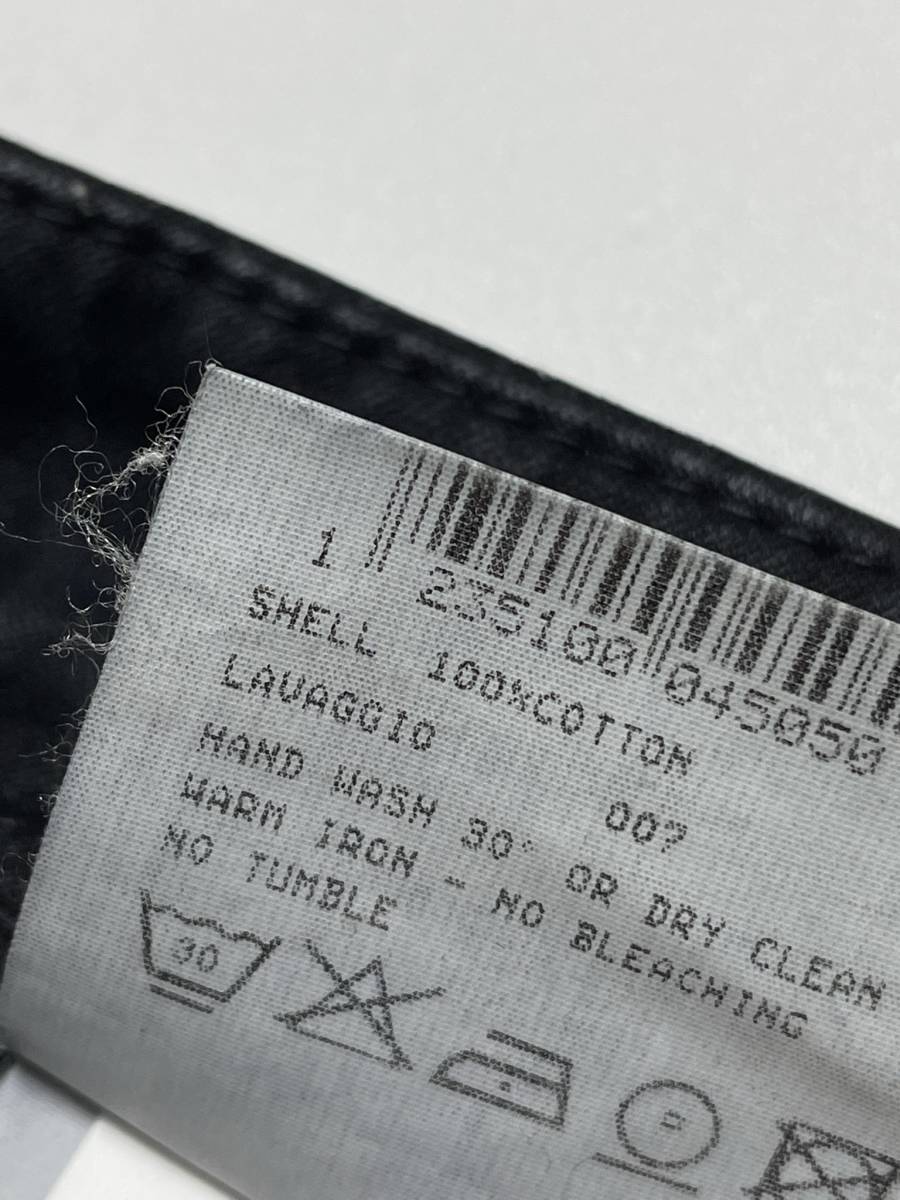 1 235100 045050
SHELL 100%COTTON
LAVAGGIO 007
HAND WASH 30° OR DRY CLEAN
WARM IRON - NO BLEACHING
NO TUMBLE
30 P